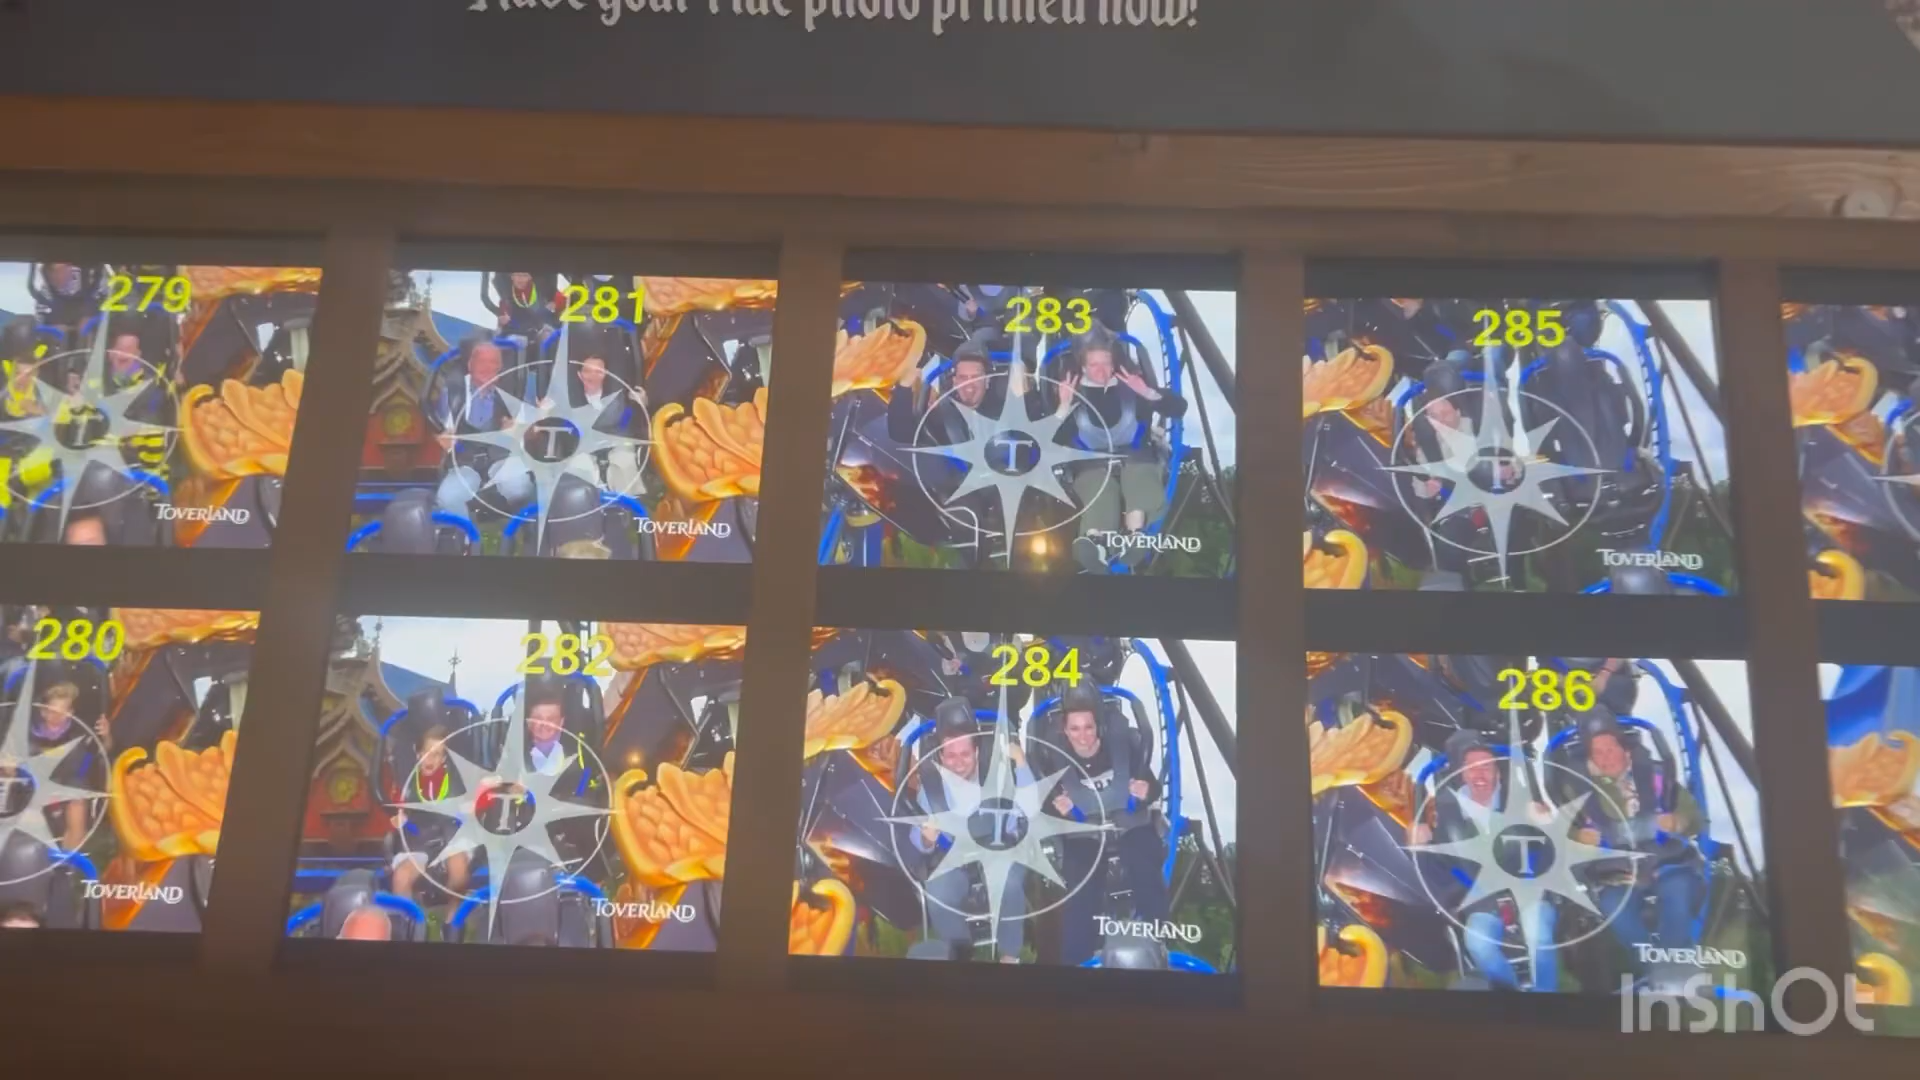 Have your ride photo printed now!
279
281
283
285
T
T
T
T
TOVERLAND
TOVERLAND
TOVERLAND
TOVERLAND
280
282
284
286
T
T
T
TOVERLAND
TOVERLAND
TOVERLAND
TOVERLAND
InShot